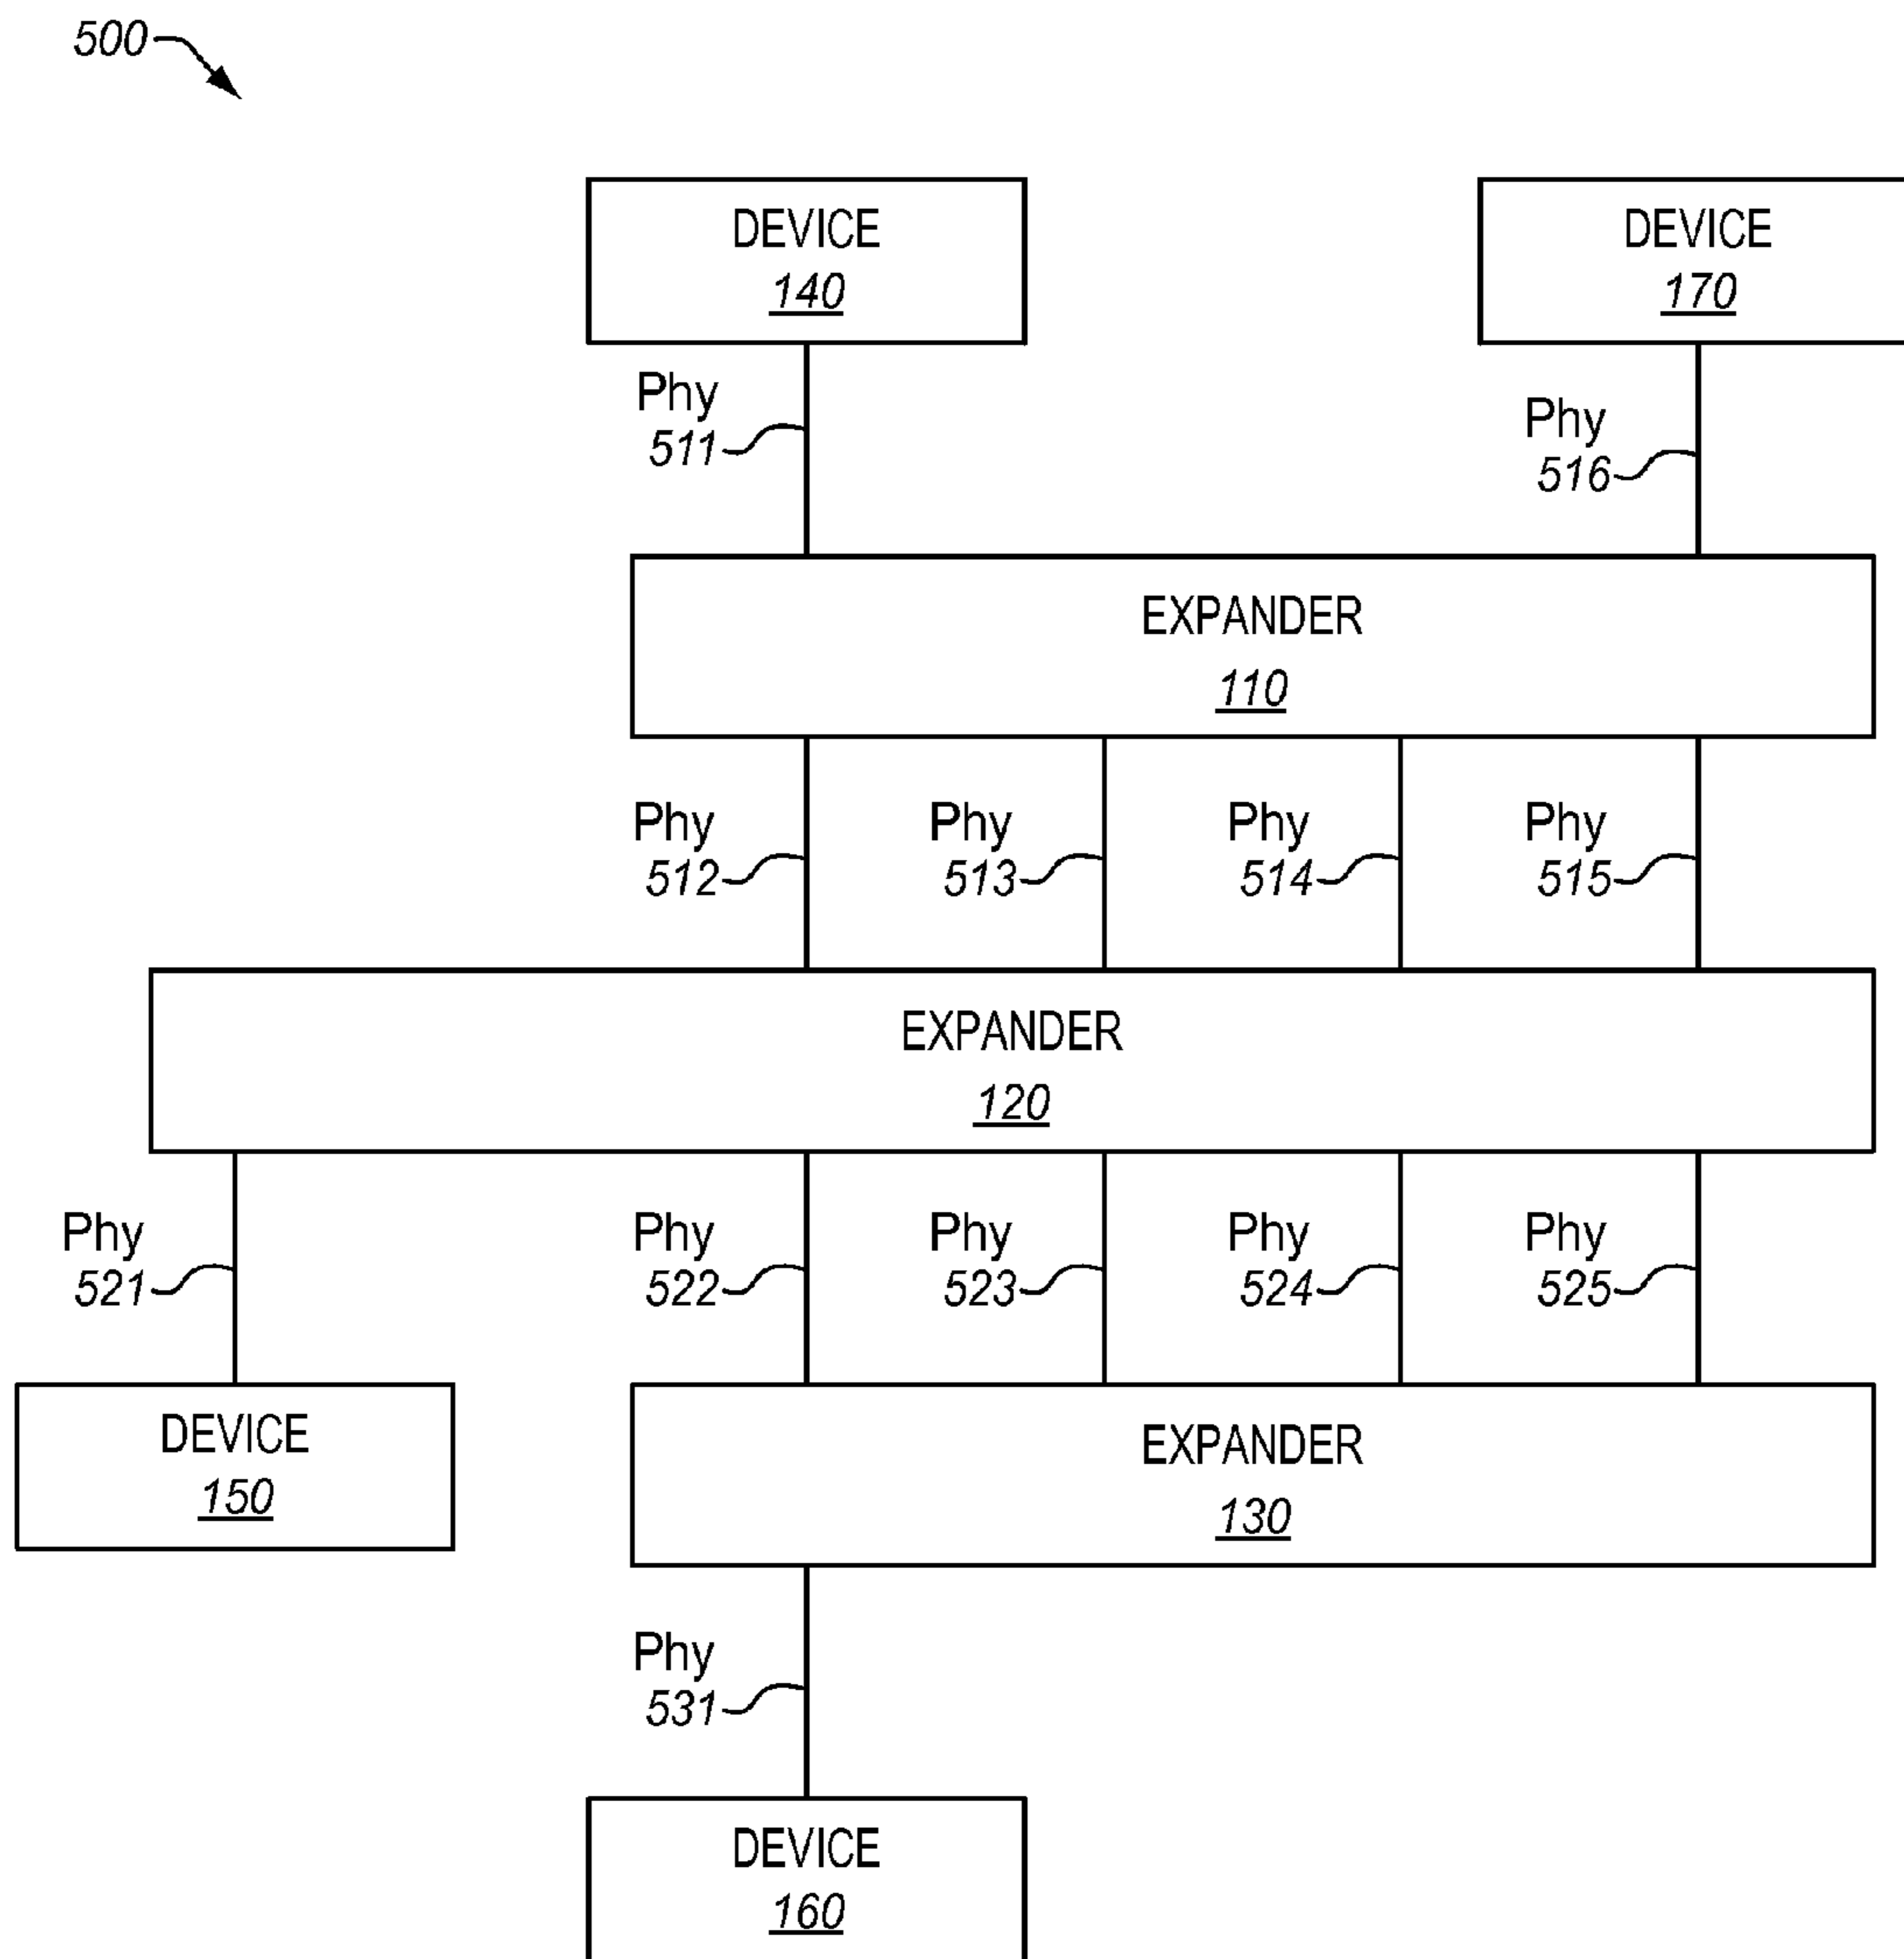 500
DEVICE
140
DEVICE
170
Phy
511
Phy
516
EXPANDER
110
Phy
512
Phy
513
Phy
514
Phy
515
EXPANDER
120
Phy
521
Phy
522
Phy
523
Phy
524
Phy
525
DEVICE
150
EXPANDER
130
Phy
531
DEVICE
160